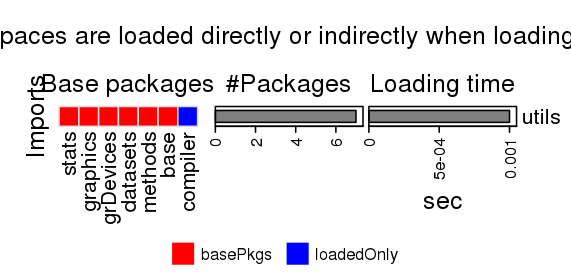 paces are loaded directly or indirectly when loading
Base packages #Packages Loading time
Imports
utils
stats
graphics
grDevices
datasets
methods
base
compiler
0 2 4 6
0 5e-04 0.001
sec
basePkgs loadedOnly